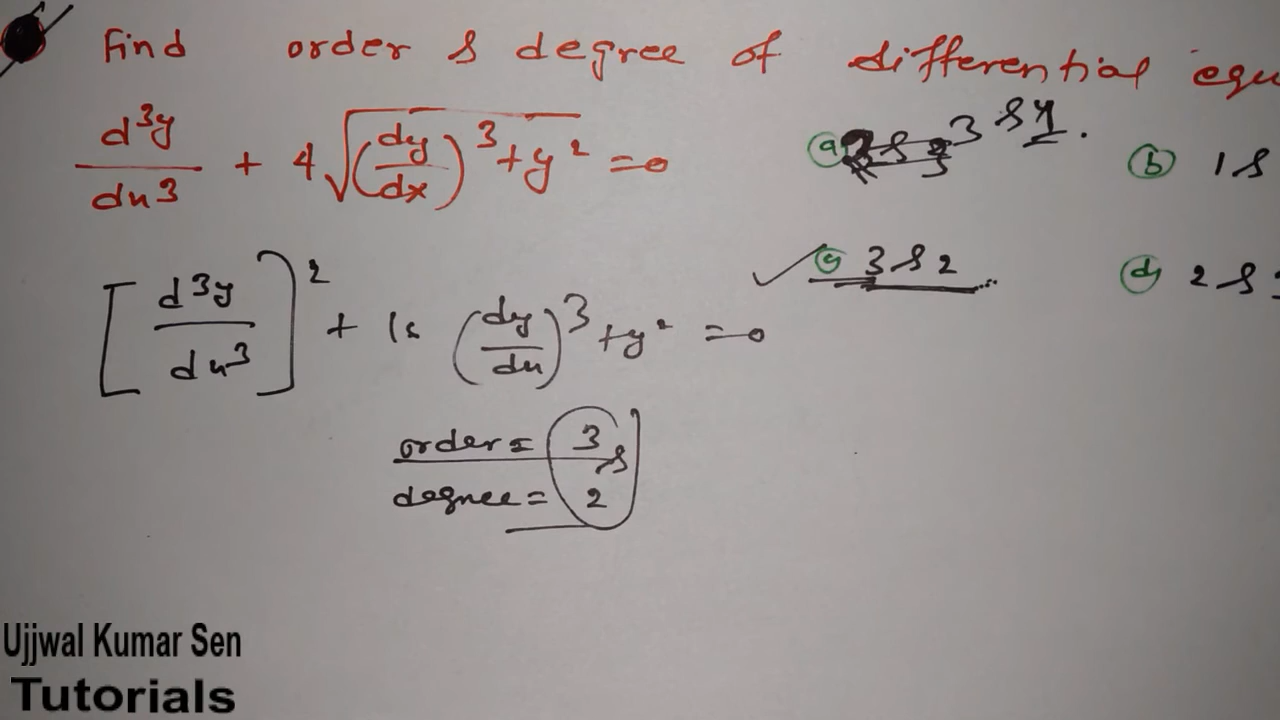 Find order & degree of differential equ
d³y/dx³ + 4√(dy/dx)³ + y² = 0
(a) 3 & 1. (b) 1 &
[d³y/dx³]² + 16 (dy/dx)³ + y² = 0
(c) 3 & 2 (d) 2 &
order = 3 &
degree = 2
Ujjwal Kumar Sen
Tutorials